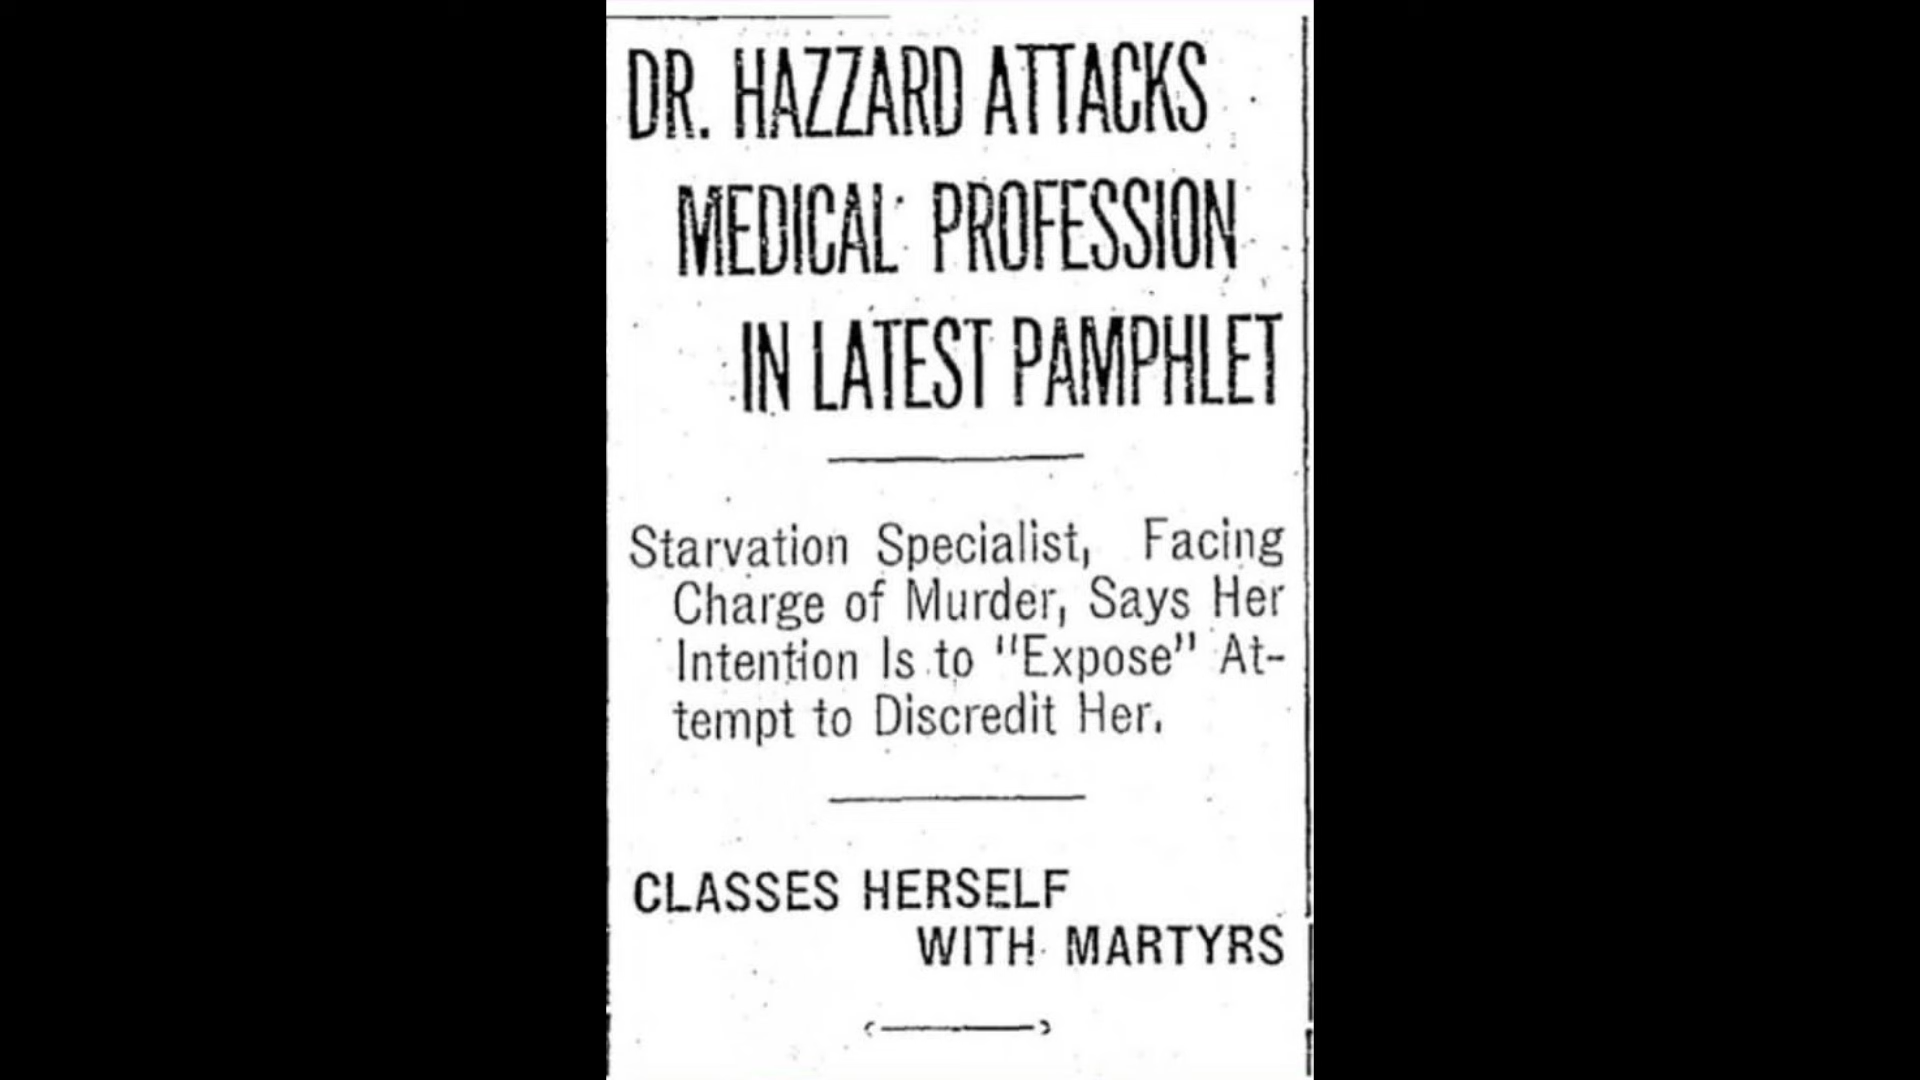 DR. HAZZARD ATTACKS
MEDICAL PROFESSION
IN LATEST PAMPHLET
Starvation Specialist, Facing
Charge of Murder, Says Her
Intention Is to "Expose" At-
tempt to Discredit Her.
CLASSES HERSELF
WITH MARTYRS